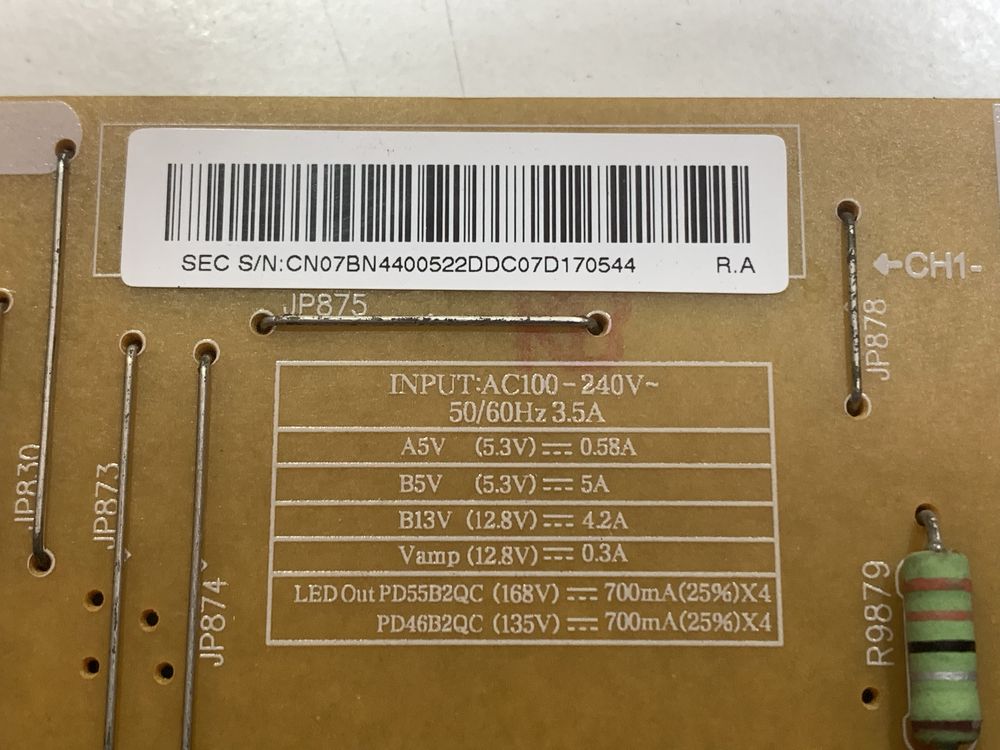 SEC S/N:CN07BN4400522DDC07D170544 R.A
←CH1-
JP875
JP878
INPUT:AC100-240V~
50/60Hz 3.5A
A5V (5.3V) ⎓ 0.58A
B5V (5.3V) ⎓ 5A
B13V (12.8V) ⎓ 4.2A
Vamp (12.8V) ⎓ 0.3A
LED Out PD55B2QC (168V) ⎓ 700mA(25%)X4
PD46B2QC (135V) ⎓ 700mA(25%)X4
JP830
JP873
JP874
R9879